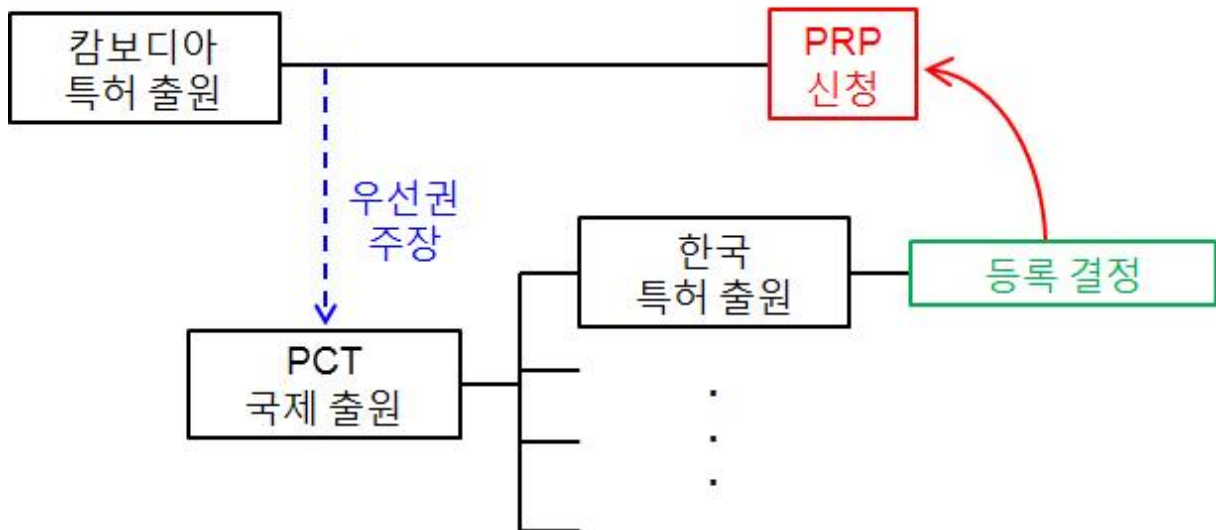 캄보디아
특허 출원
PRP
신청
우선권
주장
한국
특허 출원
등록 결정
PCT
국제 출원